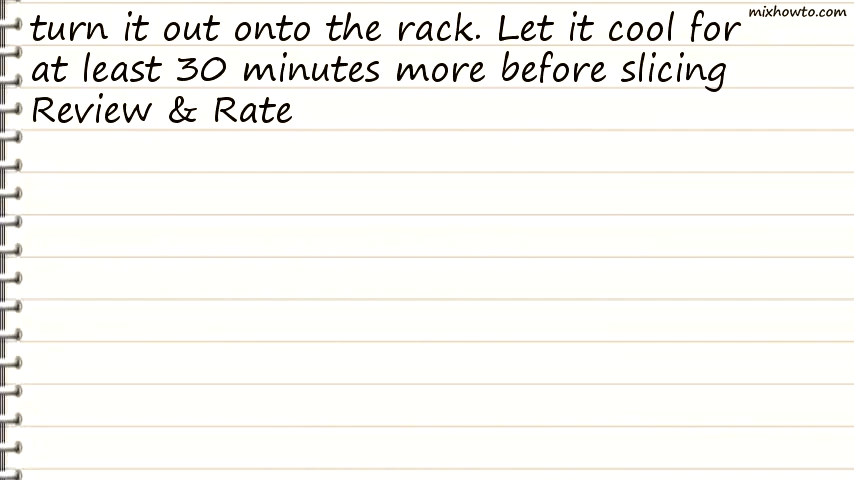 mixhowto.com
turn it out onto the rack. Let it cool for
at least 30 minutes more before slicing
Review & Rate